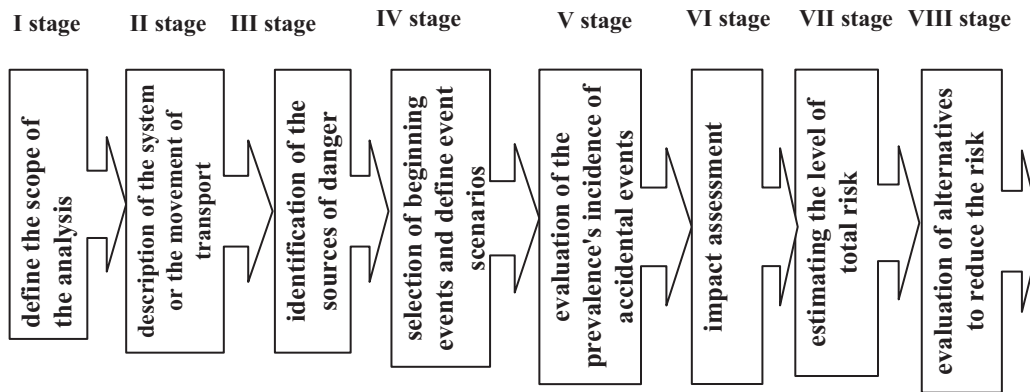 I stage
II stage
III stage
IV stage
V stage
VI stage
VII stage
VIII stage
define the scope of
the analysis
description of the system
or the movement of
transport
identification of the
sources of danger
selection of beginning
events and define event
scenarios
evaluation of the
prevalence's incidence of
accidental events
impact assessment
estimating the level of
total risk
evaluation of alternatives
to reduce the risk